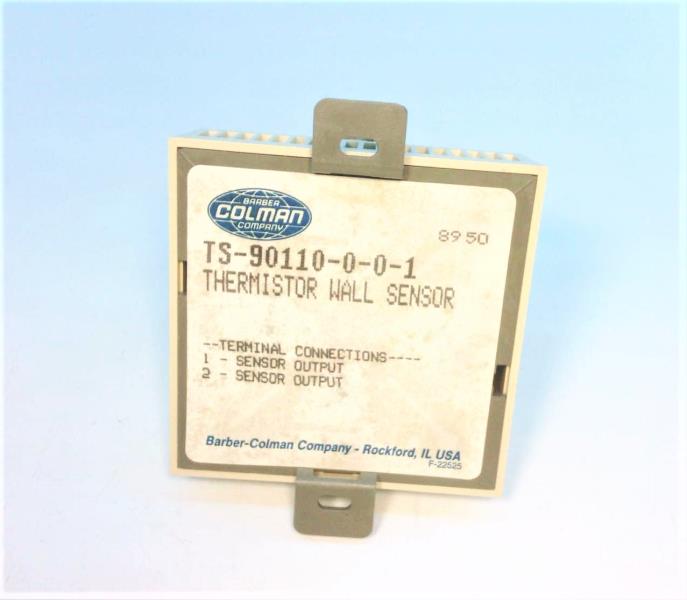 BARBER
COLMAN
COMPANY
8950
TS-90110-0-0-1
THERMISTOR WALL SENSOR
--TERMINAL CONNECTIONS----
1 - SENSOR OUTPUT
2 - SENSOR OUTPUT
Barber-Colman Company - Rockford, IL USA
F-22525